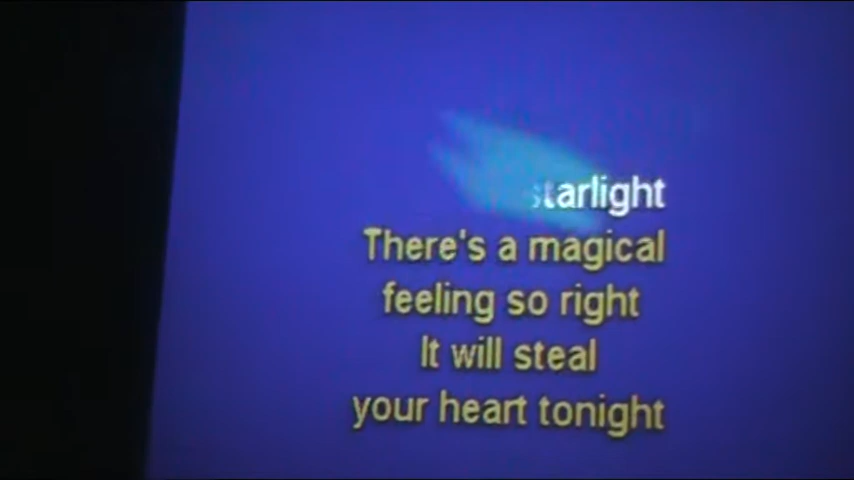 starlight
There's a magical
feeling so right
It will steal
your heart tonight